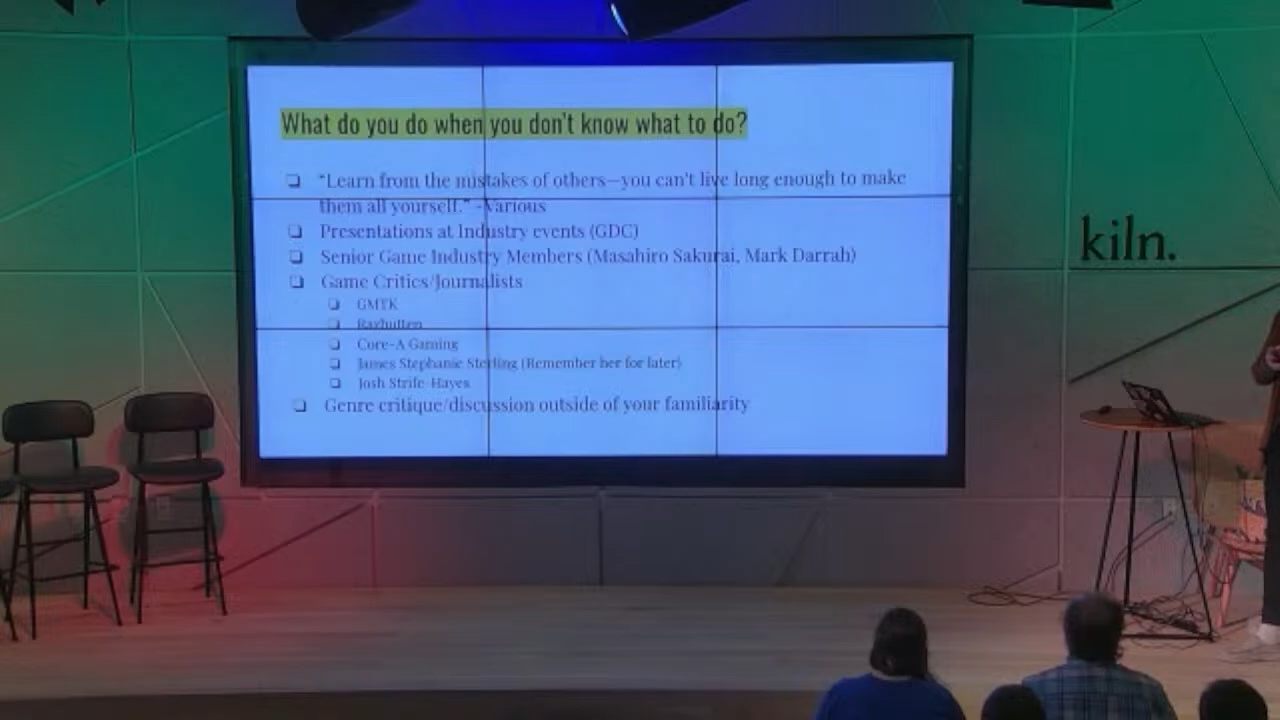 What do you do when you don't know what to do?
❏ "Learn from the mistakes of others—you can't live long enough to make
them all yourself." -Various
❏ Presentations at Industry events (GDC)
❏ Senior Game Industry Members (Masahiro Sakurai, Mark Darrah)
❏ Game Critics/Journalists
❏ GMTK
❏ Razbuten
❏ Core-A Gaming
❏ James Stephanie Sterling (Remember her for later)
❏ Josh Strife Hayes
❏ Genre critique/discussion outside of your familiarity
kiln.